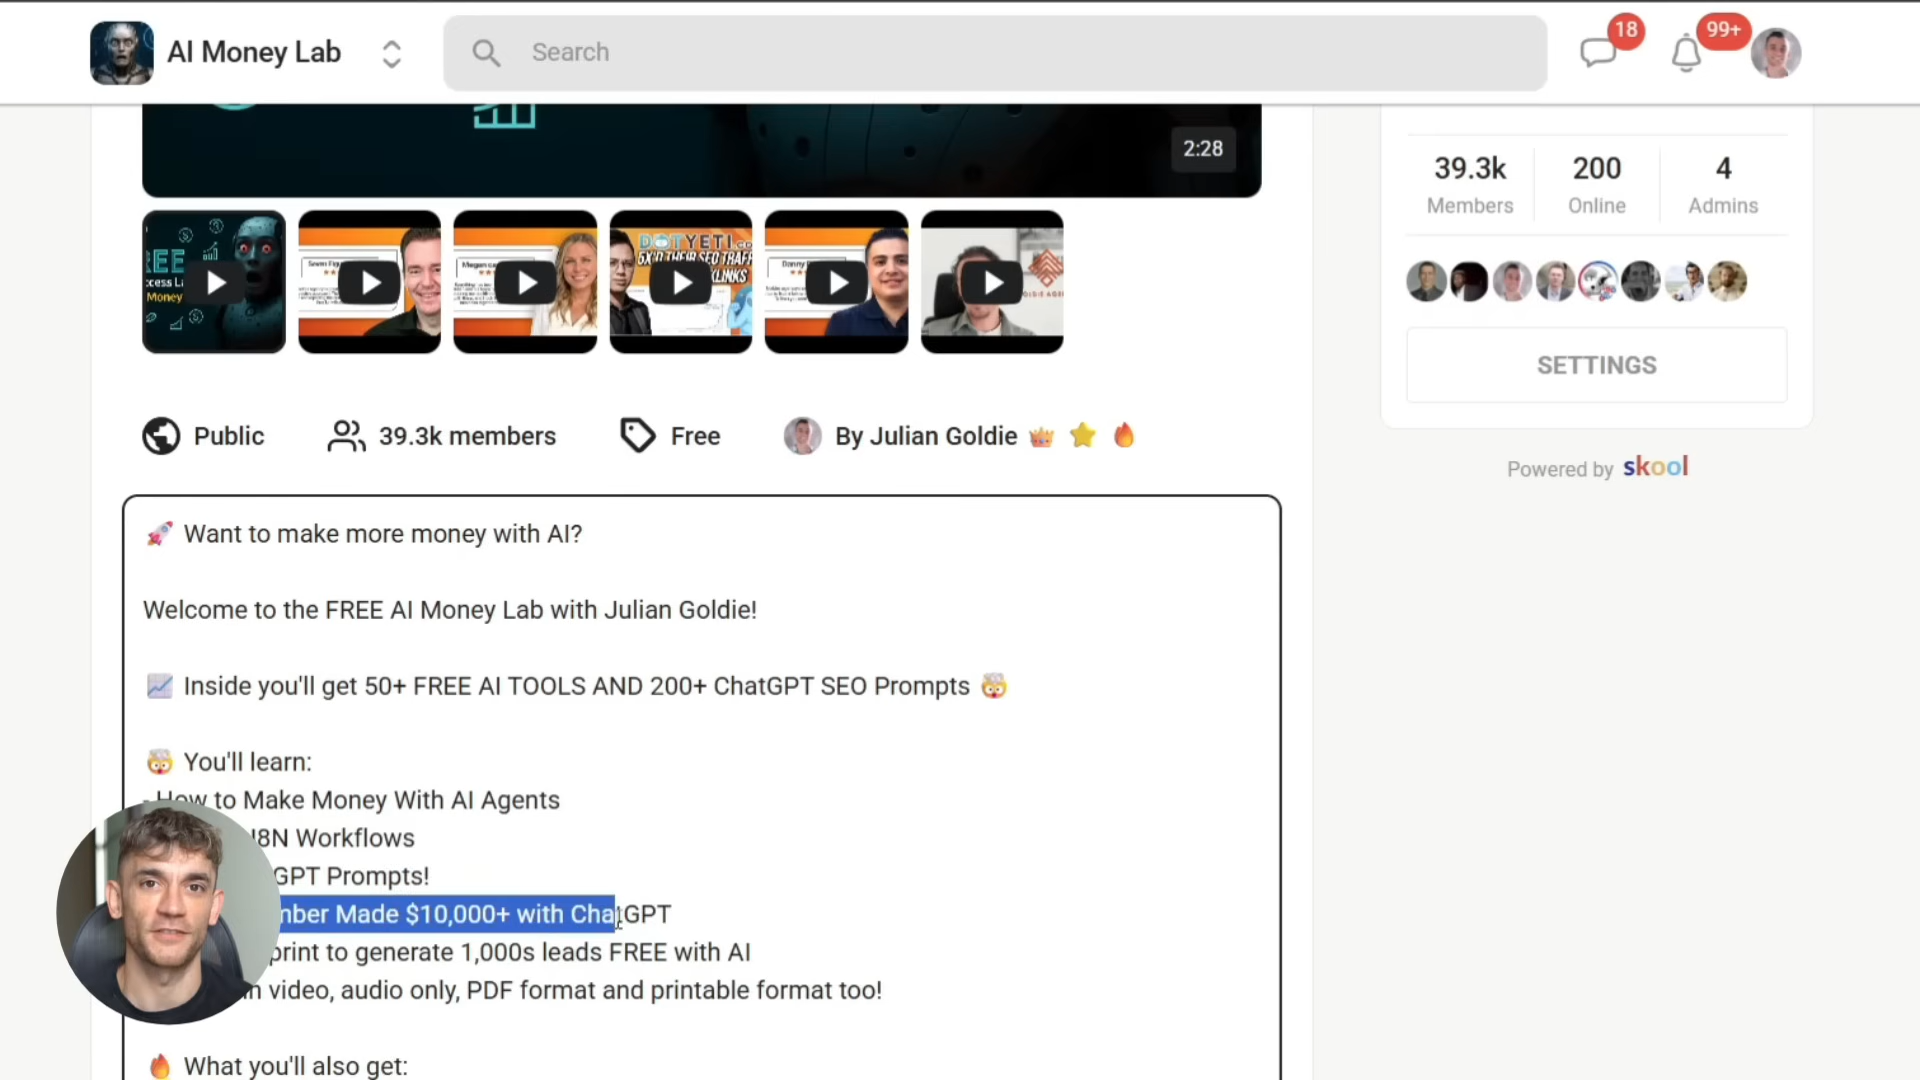 AI Money Lab
Search
18
99+
2:28
39.3k
Members
200
Online
4
Admins
SETTINGS
Powered by skool
Public
39.3k members
Free
By Julian Goldie
Want to make more money with AI?
Welcome to the FREE AI Money Lab with Julian Goldie!
Inside you'll get 50+ FREE AI TOOLS AND 200+ ChatGPT SEO Prompts
You'll learn:
- How to Make Money With AI Agents
Workflows
GPT Prompts!
Made $10,000+ with ChatGPT
to generate 1,000s leads FREE with AI
video, audio only, PDF format and printable format too!
What you'll also get: